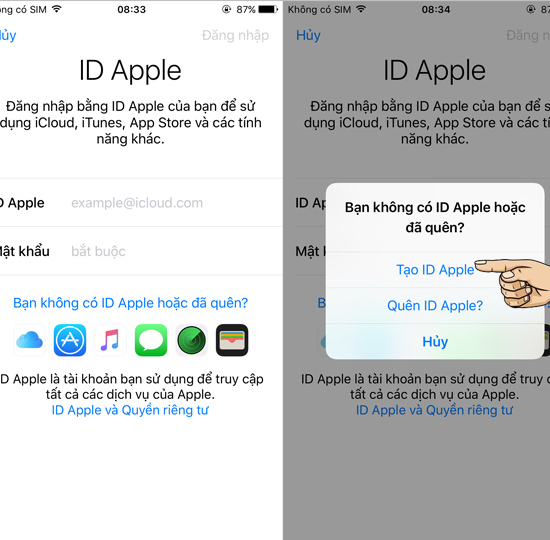 ông có SIM 08:33 87%
Hủy Đăng nhập
ID Apple
Đăng nhập bằng ID Apple của bạn để sử
dụng iCloud, iTunes, App Store và các tính
năng khác.
ID Apple example@icloud.com
Mật khẩu bắt buộc
Bạn không có ID Apple hoặc đã quên?
ID Apple là tài khoản bạn sử dụng để truy cập
tất cả các dịch vụ của Apple.
ID Apple và Quyền riêng tư
Không có SIM 08:34 87
Hủy Đăng n
ID Apple
Đăng nhập bằng ID Apple của bạn để s
dụng iCloud, iTunes, App Store và các tín
năng khác.
ID Ap
Mật k
Bạn không có ID Apple hoặc
đã quên?
Tạo ID Apple
Quên ID Apple?
Hủy
ID Apple là tài khoản bạn sử dụng để truy c
tất cả các dịch vụ của Apple.
ID Apple và Quyền riêng tư